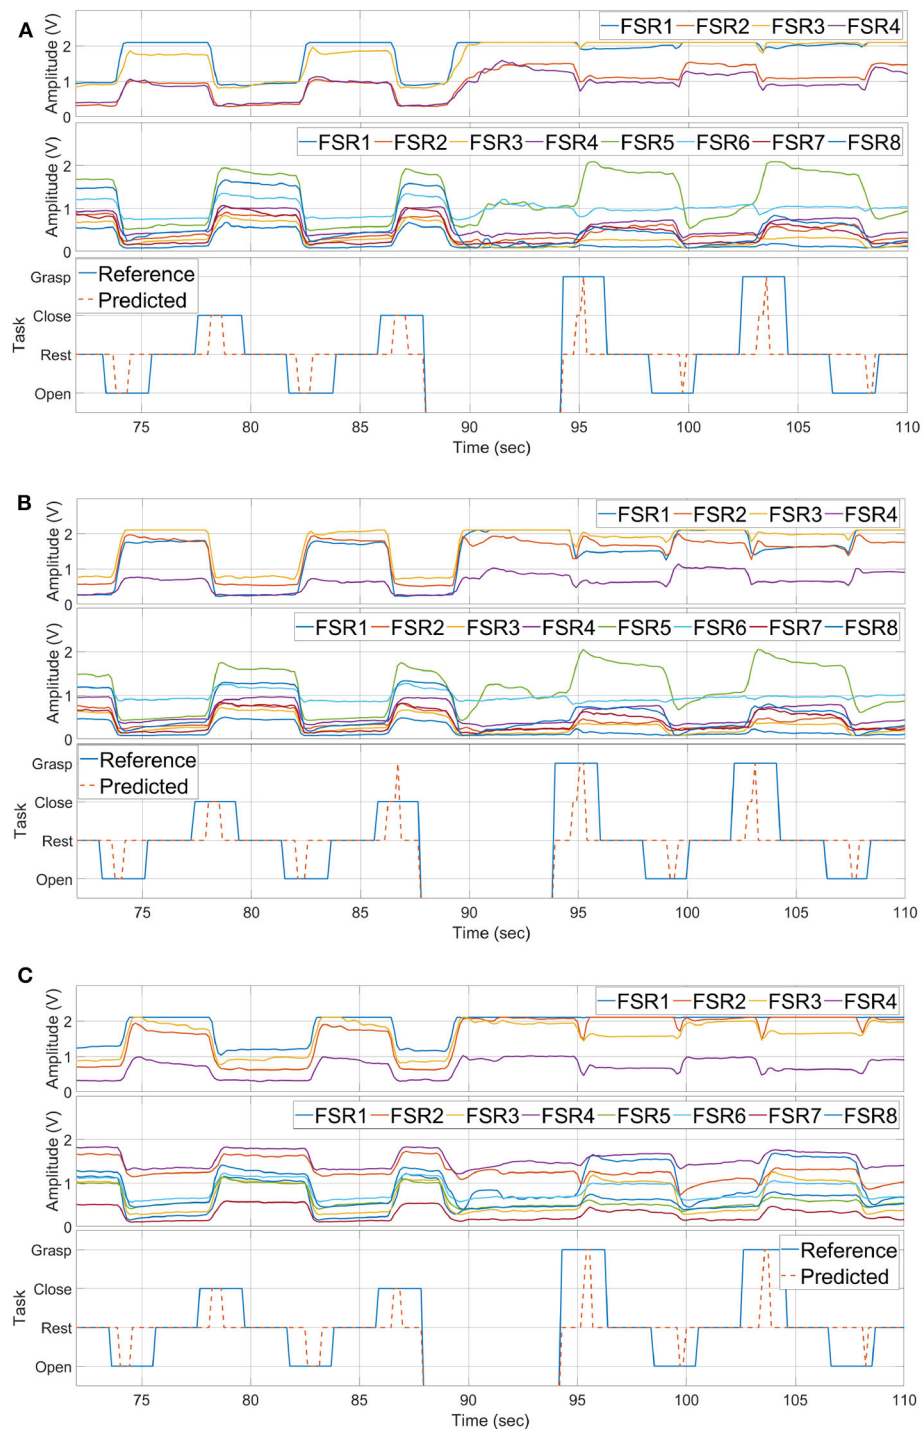 A
Amplitude (V)
2
1
0
FSR1 FSR2 FSR3 FSR4
Amplitude (V)
2
1
0
FSR1 FSR2 FSR3 FSR4 FSR5 FSR6 FSR7 FSR8
Task
Grasp
Close
Rest
Open
Reference
Predicted
75 80 85 90 95 100 105 110
Time (sec)
B
Amplitude (V)
2
1
0
FSR1 FSR2 FSR3 FSR4
Amplitude (V)
2
1
0
FSR1 FSR2 FSR3 FSR4 FSR5 FSR6 FSR7 FSR8
Task
Grasp
Close
Rest
Open
Reference
Predicted
75 80 85 90 95 100 105 110
Time (sec)
C
Amplitude (V)
2
1
0
FSR1 FSR2 FSR3 FSR4
Amplitude (V)
2
1
0
FSR1 FSR2 FSR3 FSR4 FSR5 FSR6 FSR7 FSR8
Task
Grasp
Close
Rest
Open
Reference
Predicted
75 80 85 90 95 100 105 110
Time (sec)